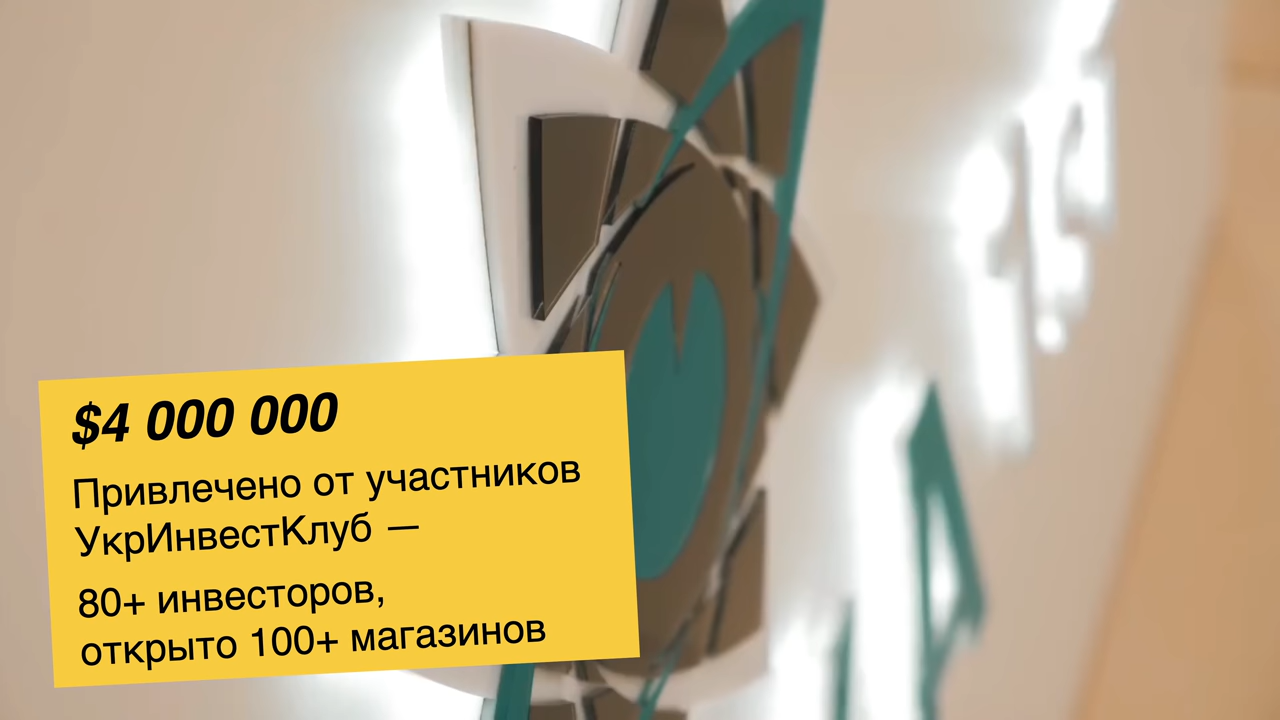 $4 000 000
Привлечено от участников
УкрИнвестКлуб —
80+ инвесторов,
открыто 100+ магазинов